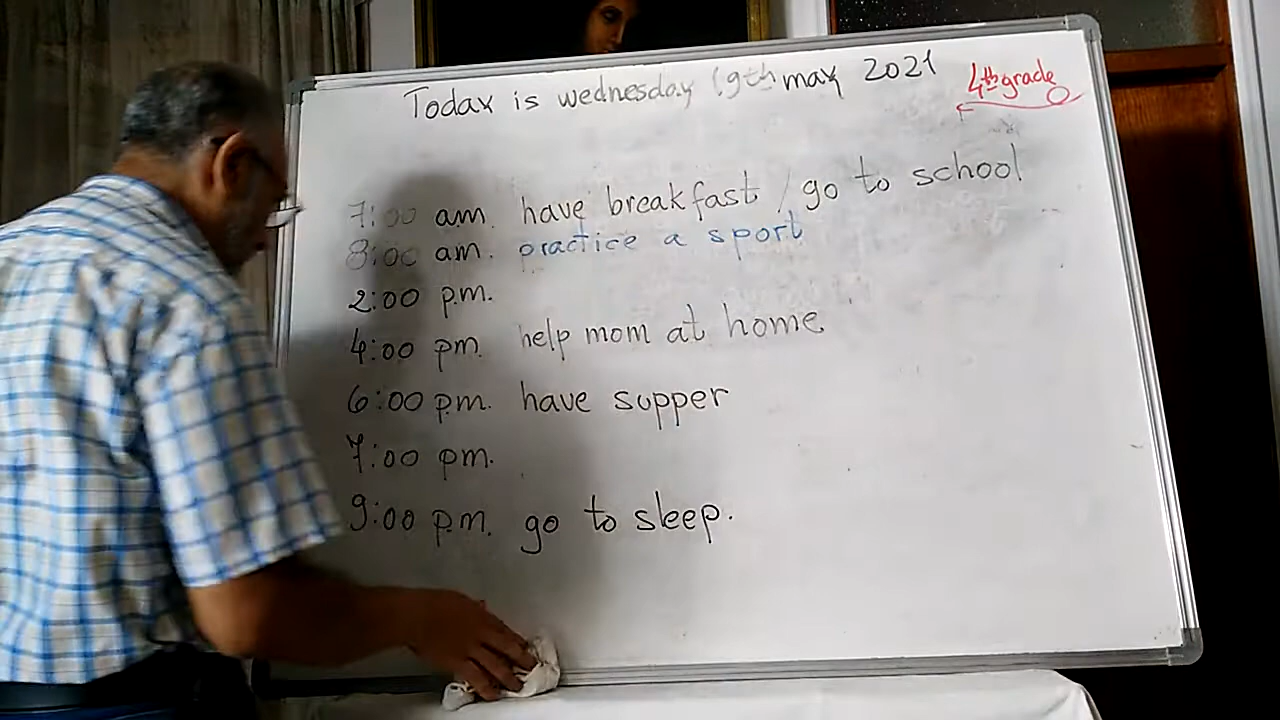 Today is wednesday 19th may 2021
4th grade
7:00 am. have breakfast / go to school
8:00 am. practice a sport
2:00 p.m.
4:00 pm. help mom at home.
6:00 p.m. have supper
7:00 pm.
9:00 p.m. go to sleep.